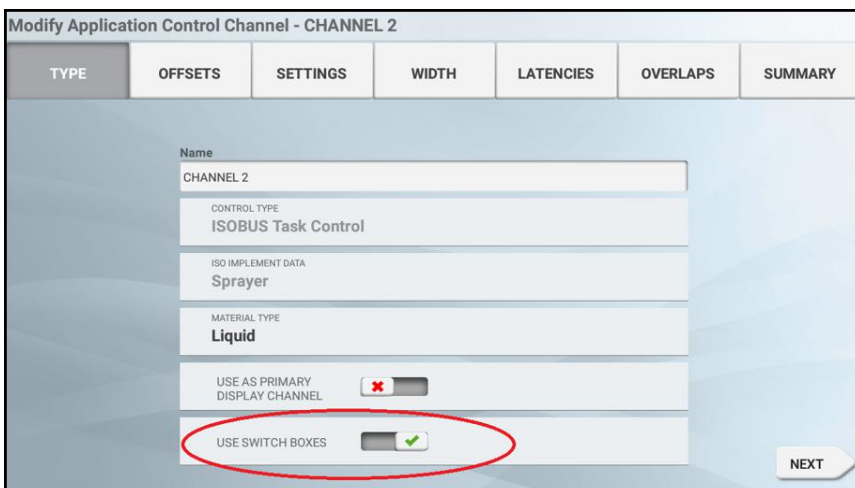 Modify Application Control Channel - CHANNEL 2
TYPE OFFSETS SETTINGS WIDTH LATENCIES OVERLAPS SUMMARY
Name
CHANNEL 2
CONTROL TYPE
ISOBUS Task Control
ISO IMPLEMENT DATA
Sprayer
MATERIAL TYPE
Liquid
USE AS PRIMARY
DISPLAY CHANNEL
USE SWITCH BOXES
NEXT